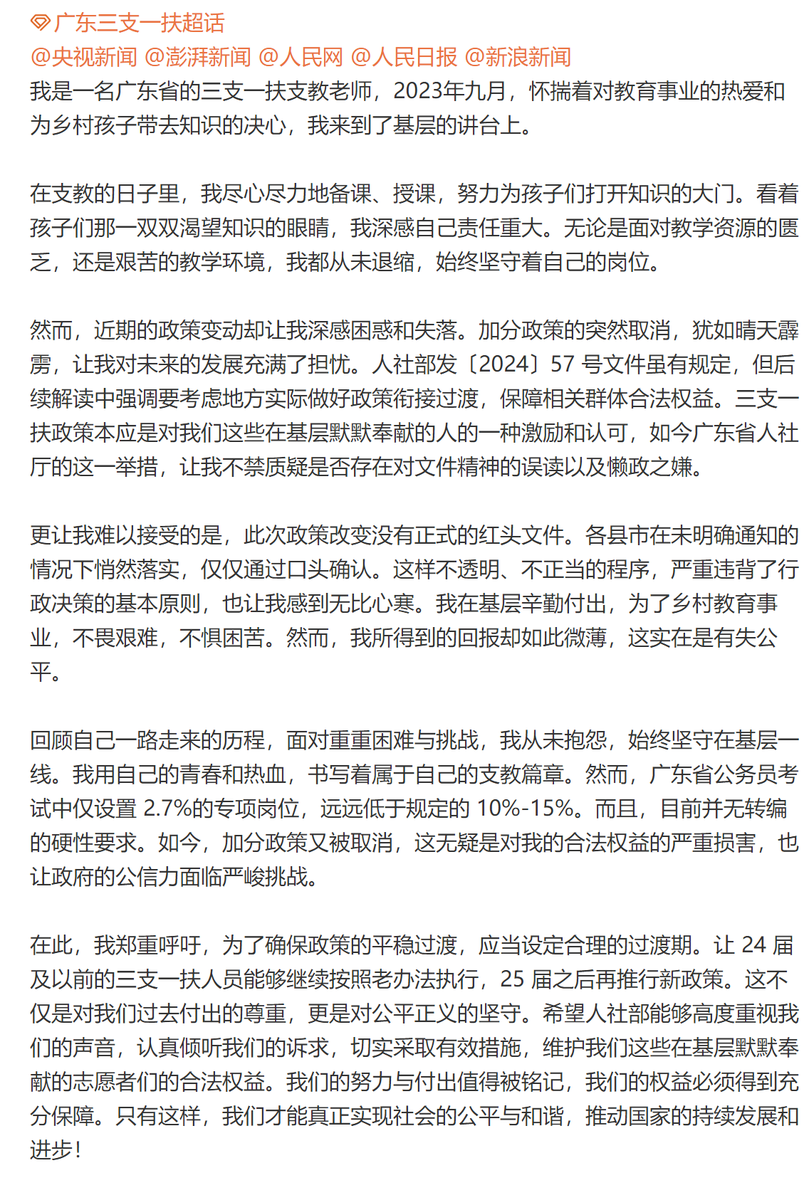 广东三支一扶超话
@央视新闻 @澎湃新闻 @人民网 @人民日报 @新浪新闻
我是一名广东省的三支一扶支教老师，2023年九月，怀揣着对教育事业的热爱和
为乡村孩子带去知识的决心，我来到了基层的讲台上。
在支教的日子里，我尽心尽力地备课、授课，努力为孩子们打开知识的大门。看着
孩子们那一双双渴望知识的眼睛，我深感自己责任重大。无论是面对教学资源的匮
乏，还是艰苦的教学环境，我都从未退缩，始终坚守着自己的岗位。
然而，近期的政策变动却让我深感困惑和失落。加分政策的突然取消，犹如晴天霹
雳，让我对未来的发展充满了担忧。人社部发〔2024〕57 号文件虽有规定，但后
续解读中强调要考虑地方实际做好政策衔接过渡，保障相关群体合法权益。三支一
扶政策本应是对我们这些在基层默默奉献的人的一种激励和认可，如今广东省人社
厅的这一举措，让我不禁质疑是否存在对文件精神的误读以及懒政之嫌。
更让我难以接受的是，此次政策改变没有正式的红头文件。各县市在未明确通知的
情况下悄然落实，仅仅通过口头确认。这样不透明、不正当的程序，严重违背了行
政决策的基本原则，也让我感到无比心寒。我在基层辛勤付出，为了乡村教育事
业，不畏艰难，不惧困苦。然而，我所得到的回报却如此微薄，这实在是有失公
平。
回顾自己一路走来的历程，面对重重困难与挑战，我从未抱怨，始终坚守在基层一
线。我用自己的青春和热血，书写着属于自己的支教篇章。然而，广东省公务员考
试中仅设置 2.7%的专项岗位，远远低于规定的 10%-15%。而且，目前并无转编
的硬性要求。如今，加分政策又被取消，这无疑是对我的合法权益的严重损害，也
让政府的公信力面临严峻挑战。
在此，我郑重呼吁，为了确保政策的平稳过渡，应当设定合理的过渡期。让 24 届
及以前的三支一扶人员能够继续按照老办法执行，25 届之后再推行新政策。这不
仅是对我们过去付出的尊重，更是对公平正义的坚守。希望人社部能够高度重视我
们的声音，认真倾听我们的诉求，切实采取有效措施，维护我们这些在基层默默奉
献的志愿者们的合法权益。我们的努力与付出值得被铭记，我们的权益必须得到充
分保障。只有这样，我们才能真正实现社会的公平与和谐，推动国家的持续发展和
进步！